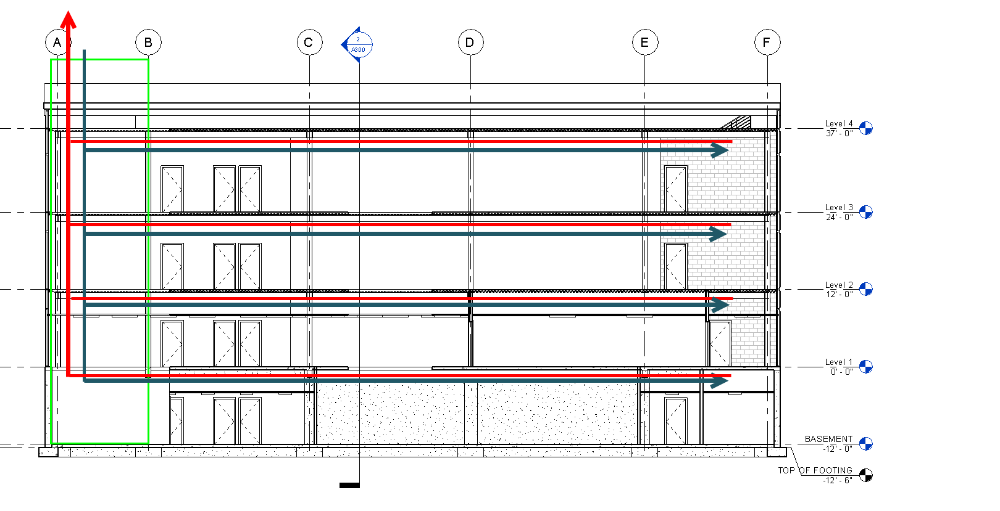 A
B
C
2
A300
D
E
F
Level 4
37' - 0"
Level 3
24' - 0"
Level 2
12' - 0"
Level 1
0' - 0"
BASEMENT
-12' - 0"
TOP OF FOOTING
-12' - 6"